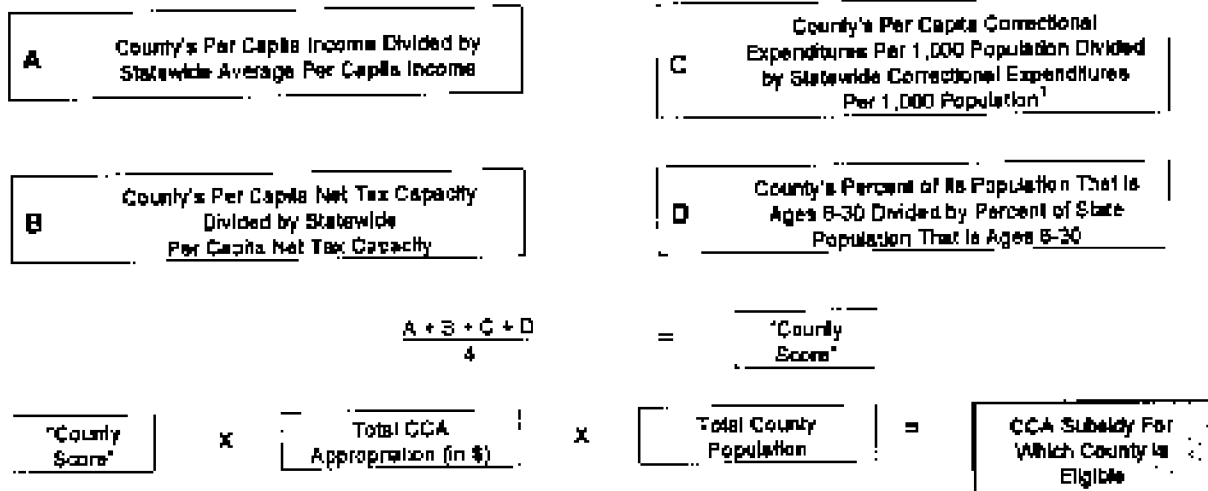 A
County's Per Capita Income Divided by
Statewide Average Per Capita Income
C
County's Per Capita Correctional
Expenditures Per 1,000 Population Divided
by Statewide Correctional Expenditures
Per 1,000 Population1
B
County's Per Capita Net Tax Capacity
Divided by Statewide
Per Capita Net Tax Capacity
D
County's Percent of Its Population That Is
Ages 6-30 Divided by Percent of State
Population That Is Ages 6-30
A + B + C + D
4
=
"County
Score"
"County
Score"
X
Total CCA
Appropriation (in $)
X
Total County
Population
=
CCA Subsidy For
Which County is
Eligible